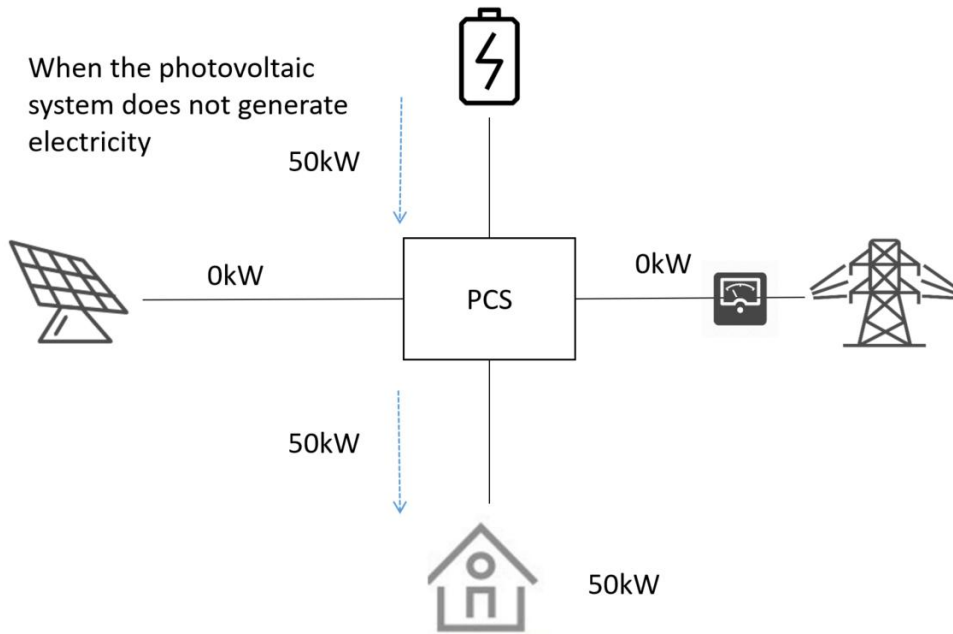 When the photovoltaic
system does not generate
electricity
50kW
0kW
0kW
PCS
50kW
50kW